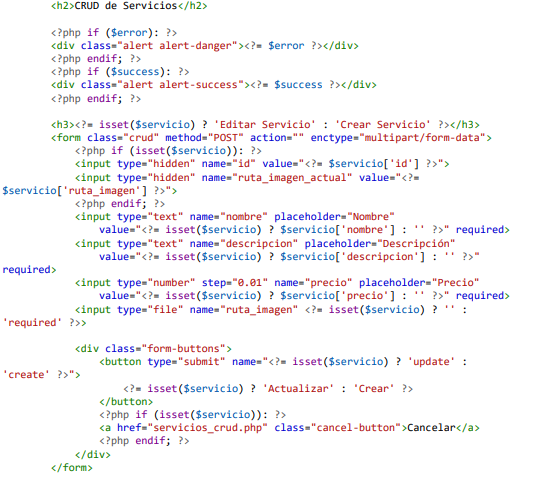 <h2>CRUD de Servicios</h2>
<?php if ($error): ?>
<div class="alert alert-danger"><?= $error ?></div>
<?php endif; ?>
<?php if ($success): ?>
<div class="alert alert-success"><?= $success ?></div>
<?php endif; ?>
<h3><?= isset($servicio) ? 'Editar Servicio' : 'Crear Servicio' ?></h3>
<form class="crud" method="POST" action="" enctype="multipart/form-data">
<?php if (isset($servicio)): ?>
<input type="hidden" name="id" value="<?= $servicio['id'] ?>">
<input type="hidden" name="ruta_imagen_actual" value="<?=
$servicio['ruta_imagen'] ?>">
<?php endif; ?>
<input type="text" name="nombre" placeholder="Nombre"
value="<?= isset($servicio) ? $servicio['nombre'] : '' ?>" required>
<input type="text" name="descripcion" placeholder="Descripción"
value="<?= isset($servicio) ? $servicio['descripcion'] : '' ?>"
required>
<input type="number" step="0.01" name="precio" placeholder="Precio"
value="<?= isset($servicio) ? $servicio['precio'] : '' ?>" required>
<input type="file" name="ruta_imagen" <?= isset($servicio) ? '' :
'required' ?>>
<div class="form-buttons">
<button type="submit" name="<?= isset($servicio) ? 'update' :
'create' ?>">
<?= isset($servicio) ? 'Actualizar' : 'Crear' ?>
</button>
<?php if (isset($servicio)): ?>
<a href="servicios_crud.php" class="cancel-button">Cancelar</a>
<?php endif; ?>
</div>
</form>